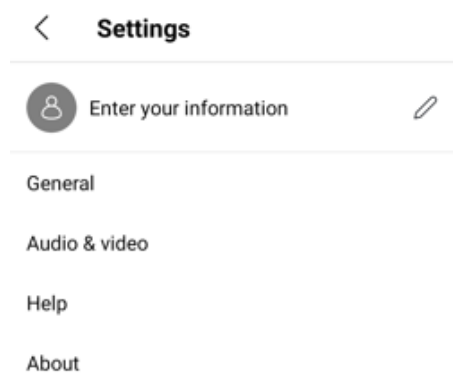 Settings
Enter your information
General
Audio & video
Help
About